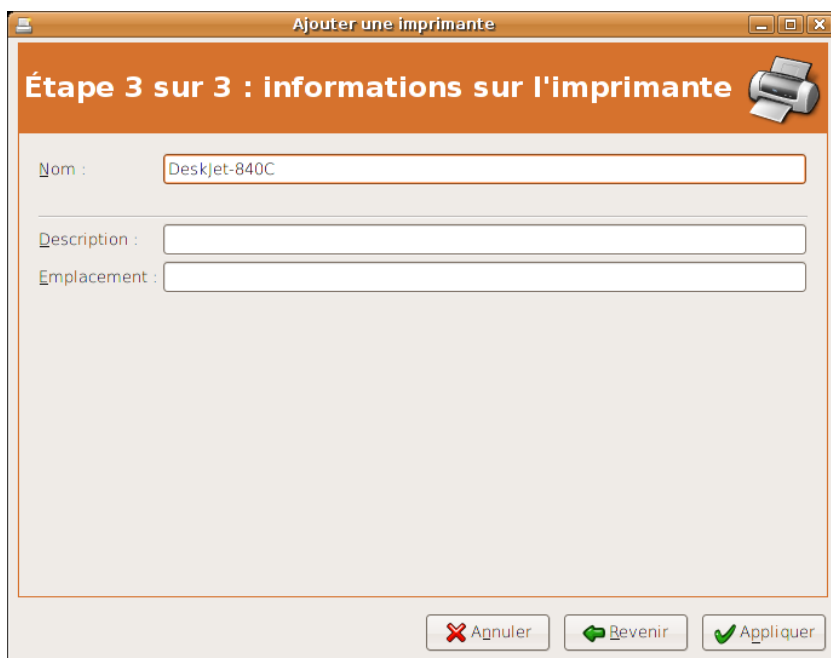 Ajouter une imprimante
Étape 3 sur 3 : informations sur l'imprimante
Nom : DeskJet-840C
Description :
Emplacement :
Annuler Revenir Appliquer